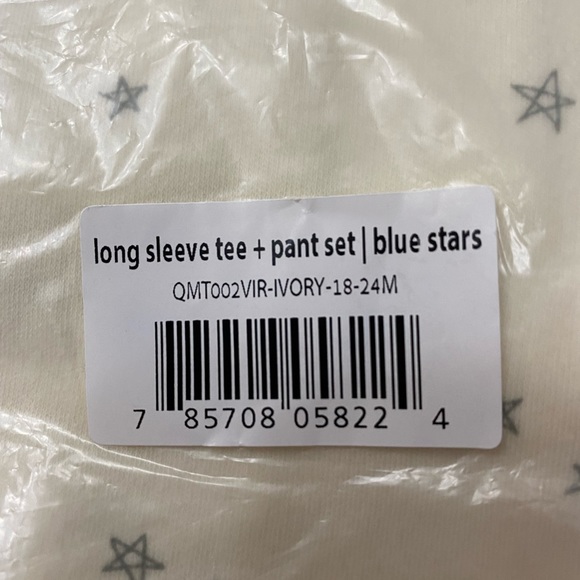 long sleeve tee + pant set | blue stars
QMT002VIR-IVORY-18-24M
7 85708 05822 4